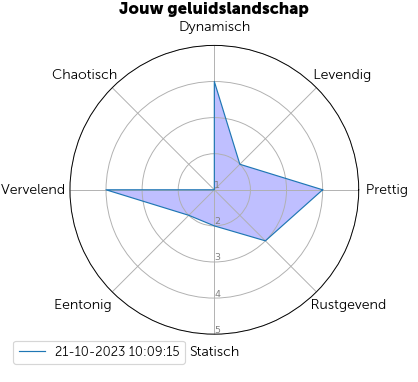 Jouw geluidslandschap
Dynamisch
Chaotisch
Levendig
Vervelend
Prettig
1
2
3
4
5
Eentonig
Rustgevend
21-10-2023 10:09:15
Statisch